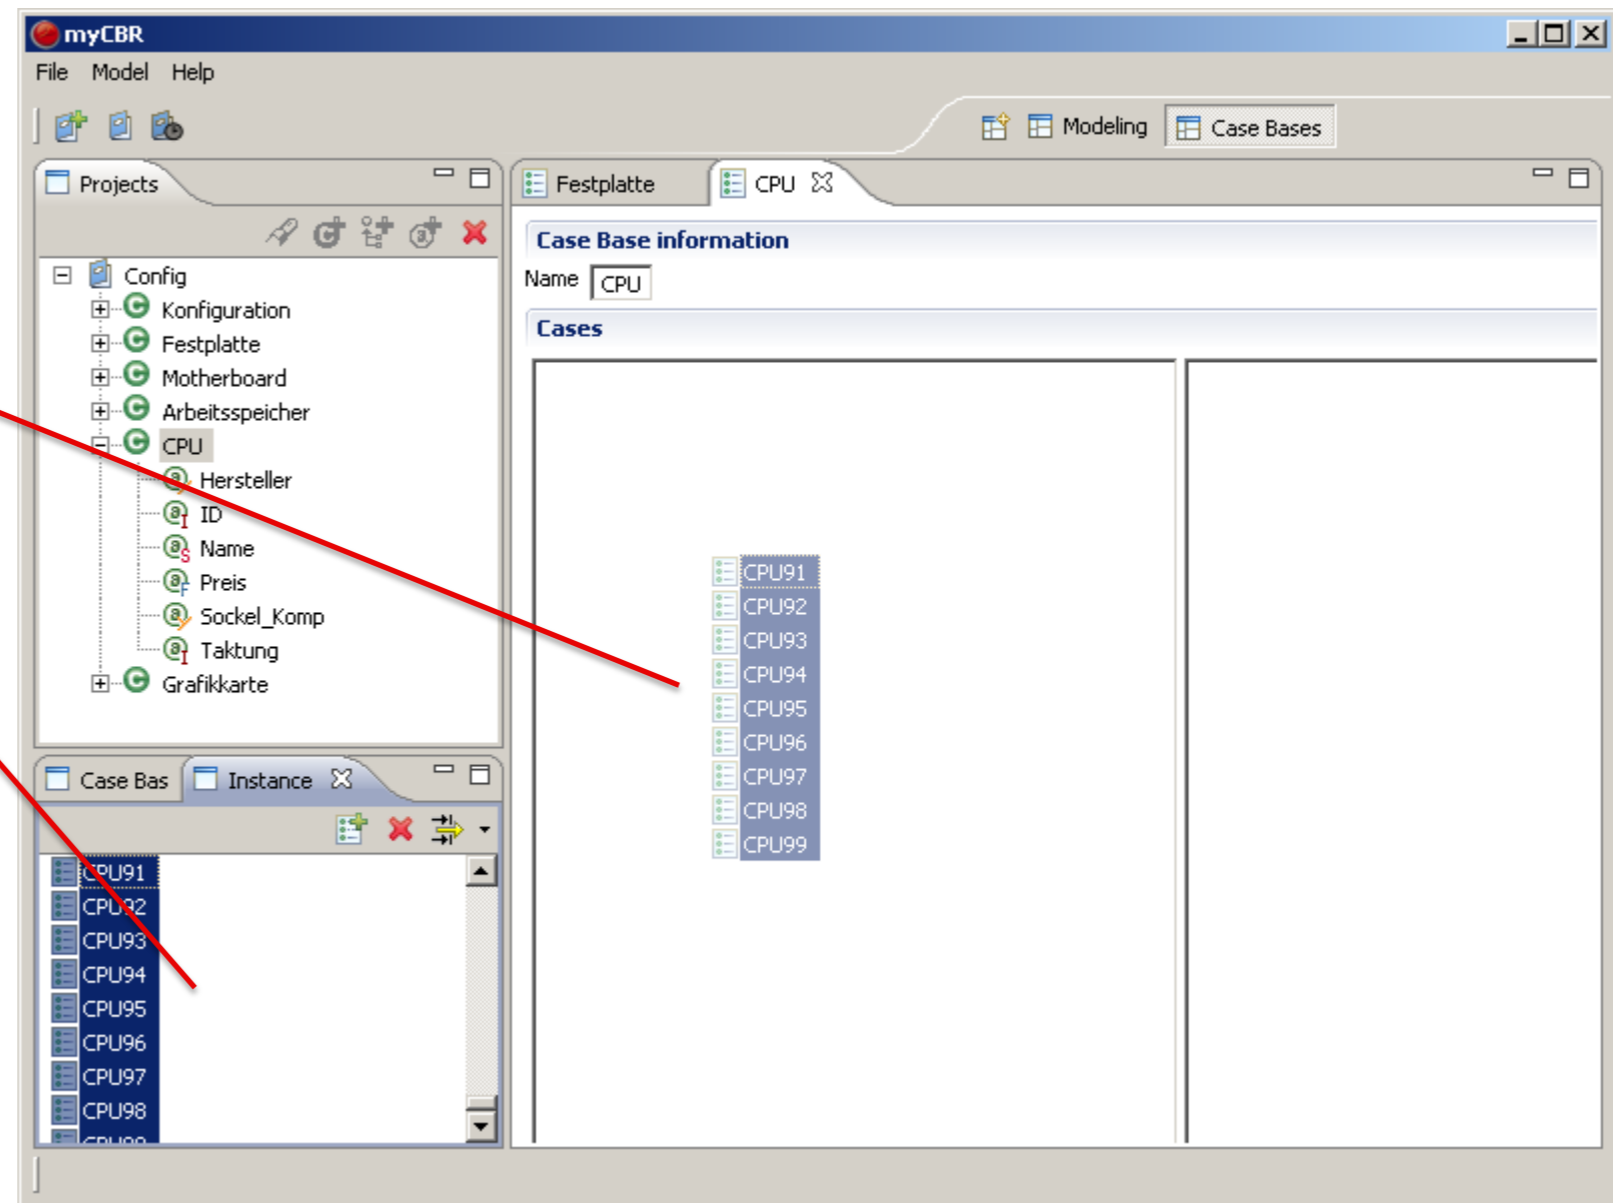 myCBR
File Model Help
Modeling Case Bases
Projects
Config
Konfiguration
Festplatte
Motherboard
Arbeitsspeicher
CPU
Hersteller
ID
Name
Preis
Sockel_Komp
Taktung
Grafikkarte
Case Bas Instance
CPU91
CPU92
CPU93
CPU94
CPU95
CPU96
CPU97
CPU98
CPU99
Festplatte CPU
Case Base information
Name CPU
Cases
CPU91
CPU92
CPU93
CPU94
CPU95
CPU96
CPU97
CPU98
CPU99